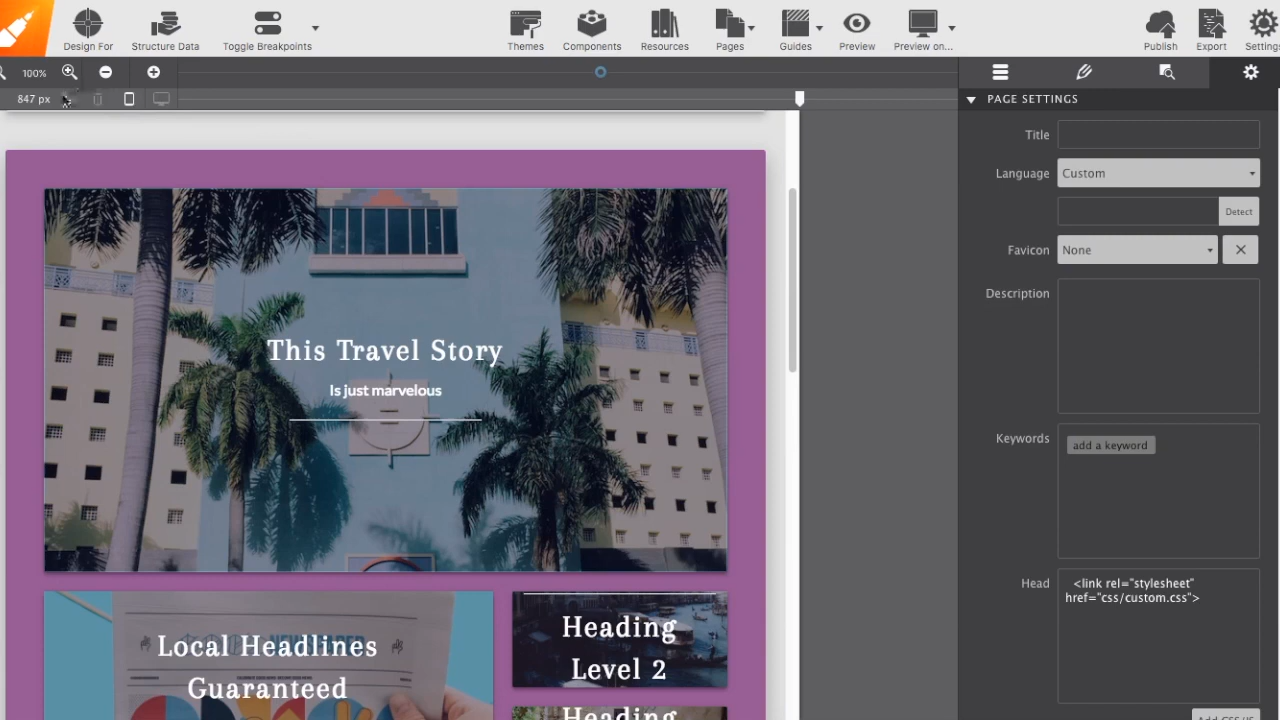 Design For
Structure Data
Toggle Breakpoints
Themes
Components
Resources
Pages
Guides
Preview
Preview on...
Publish
Export
Settings
100%
847 px
PAGE SETTINGS
Title
Language
Custom
Detect
Favicon
None
Description
Keywords
add a keyword
Head
<link rel="stylesheet"
href="css/custom.css">
This Travel Story
Is just marvelous
Local Headlines
Guaranteed
Heading
Level 2
Heading